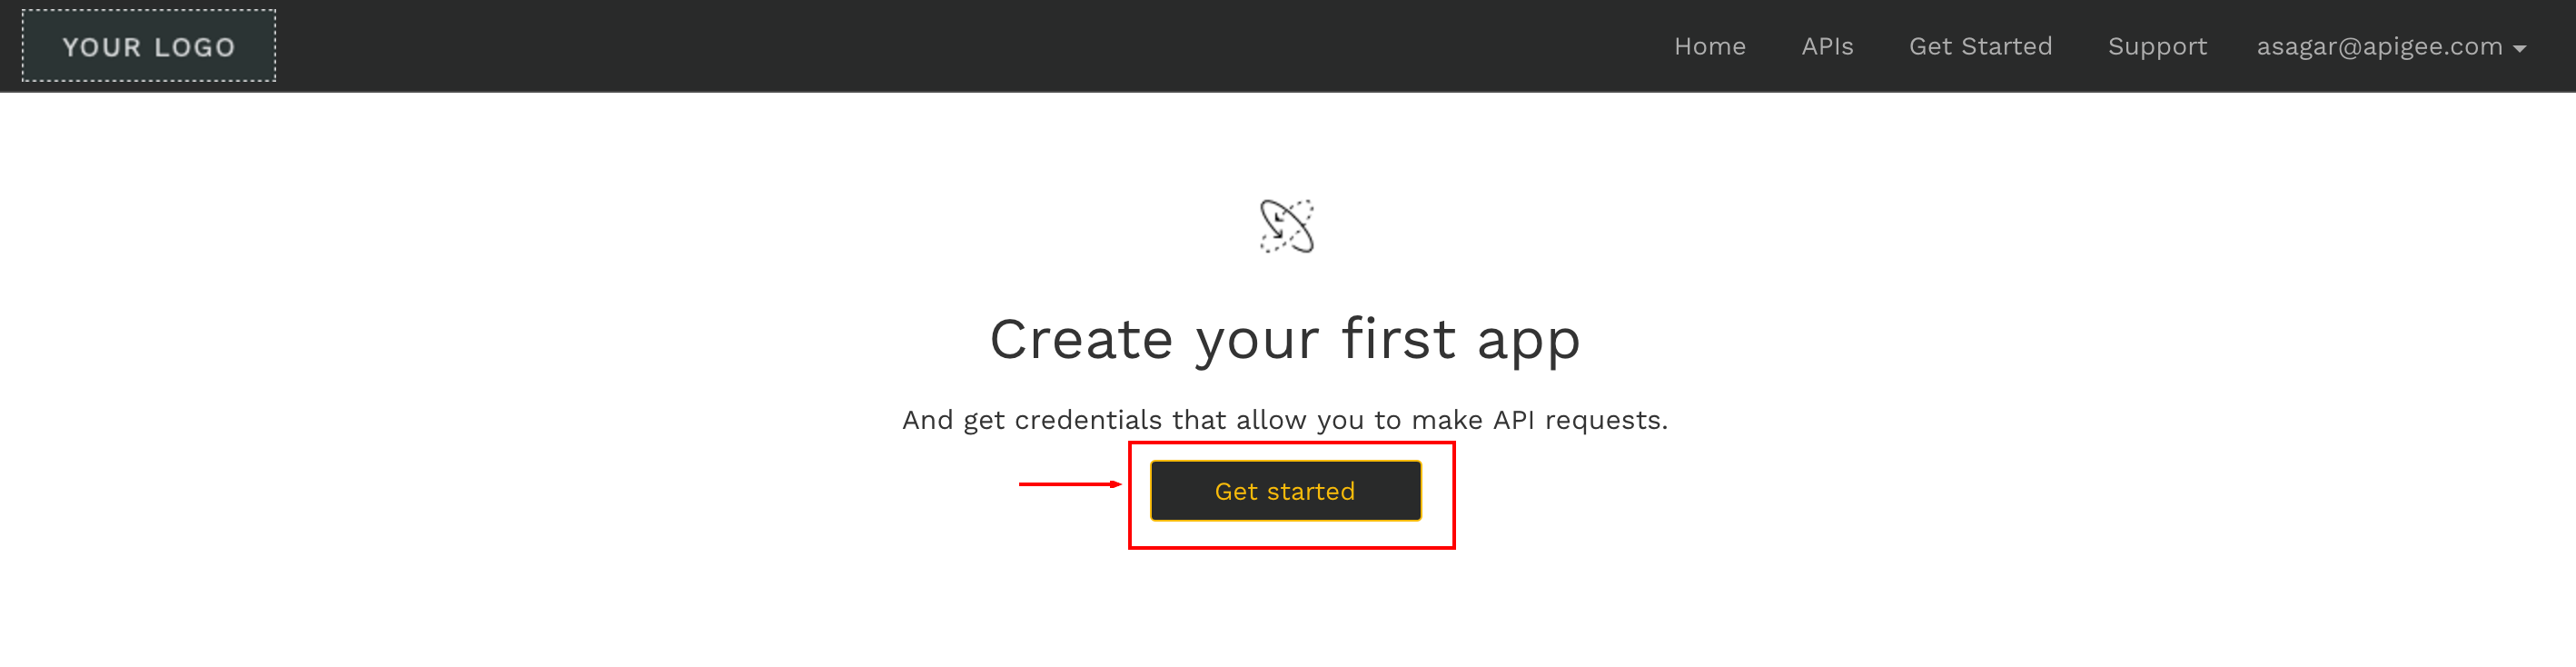 YOUR LOGO
Home APIs Get Started Support asagar@apigee.com
Create your first app
And get credentials that allow you to make API requests.
Get started